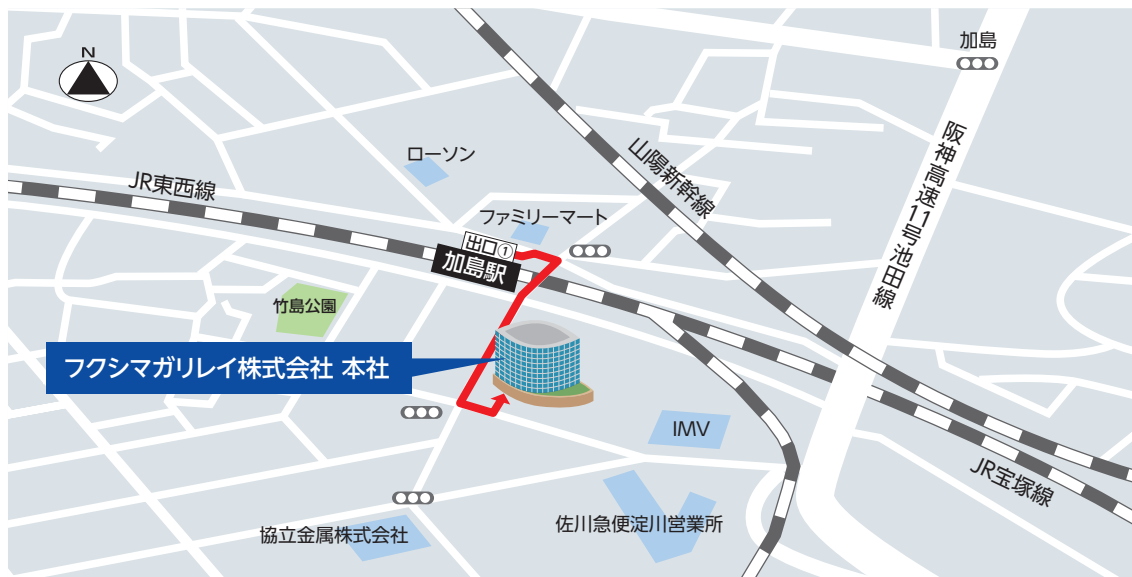 N
加島
阪神高速11号池田線
山陽新幹線
ローソン
JR東西線
ファミリーマート
出口①
加島駅
竹島公園
フクシマガリレイ株式会社 本社
IMV
JR宝塚線
佐川急便淀川営業所
協立金属株式会社